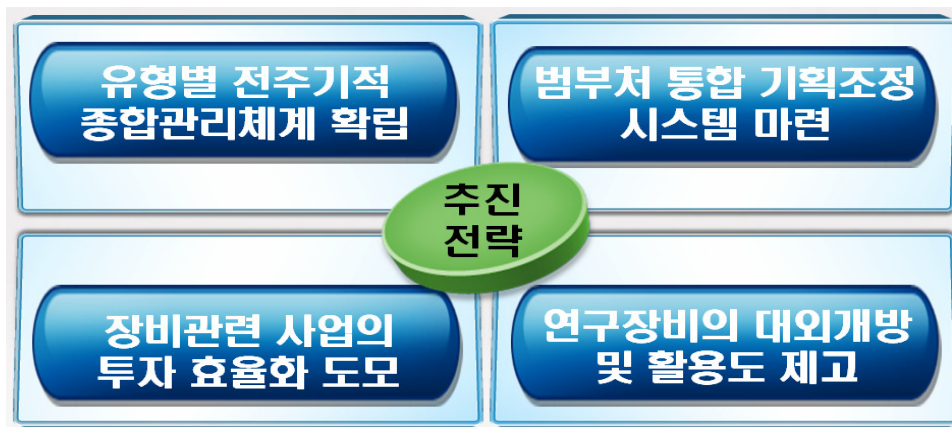 유형별 전주기적
종합관리체계 확립
범부처 통합 기획조정
시스템 마련
추진
전략
장비관련 사업의
투자 효율화 도모
연구장비의 대외개방
및 활용도 제고